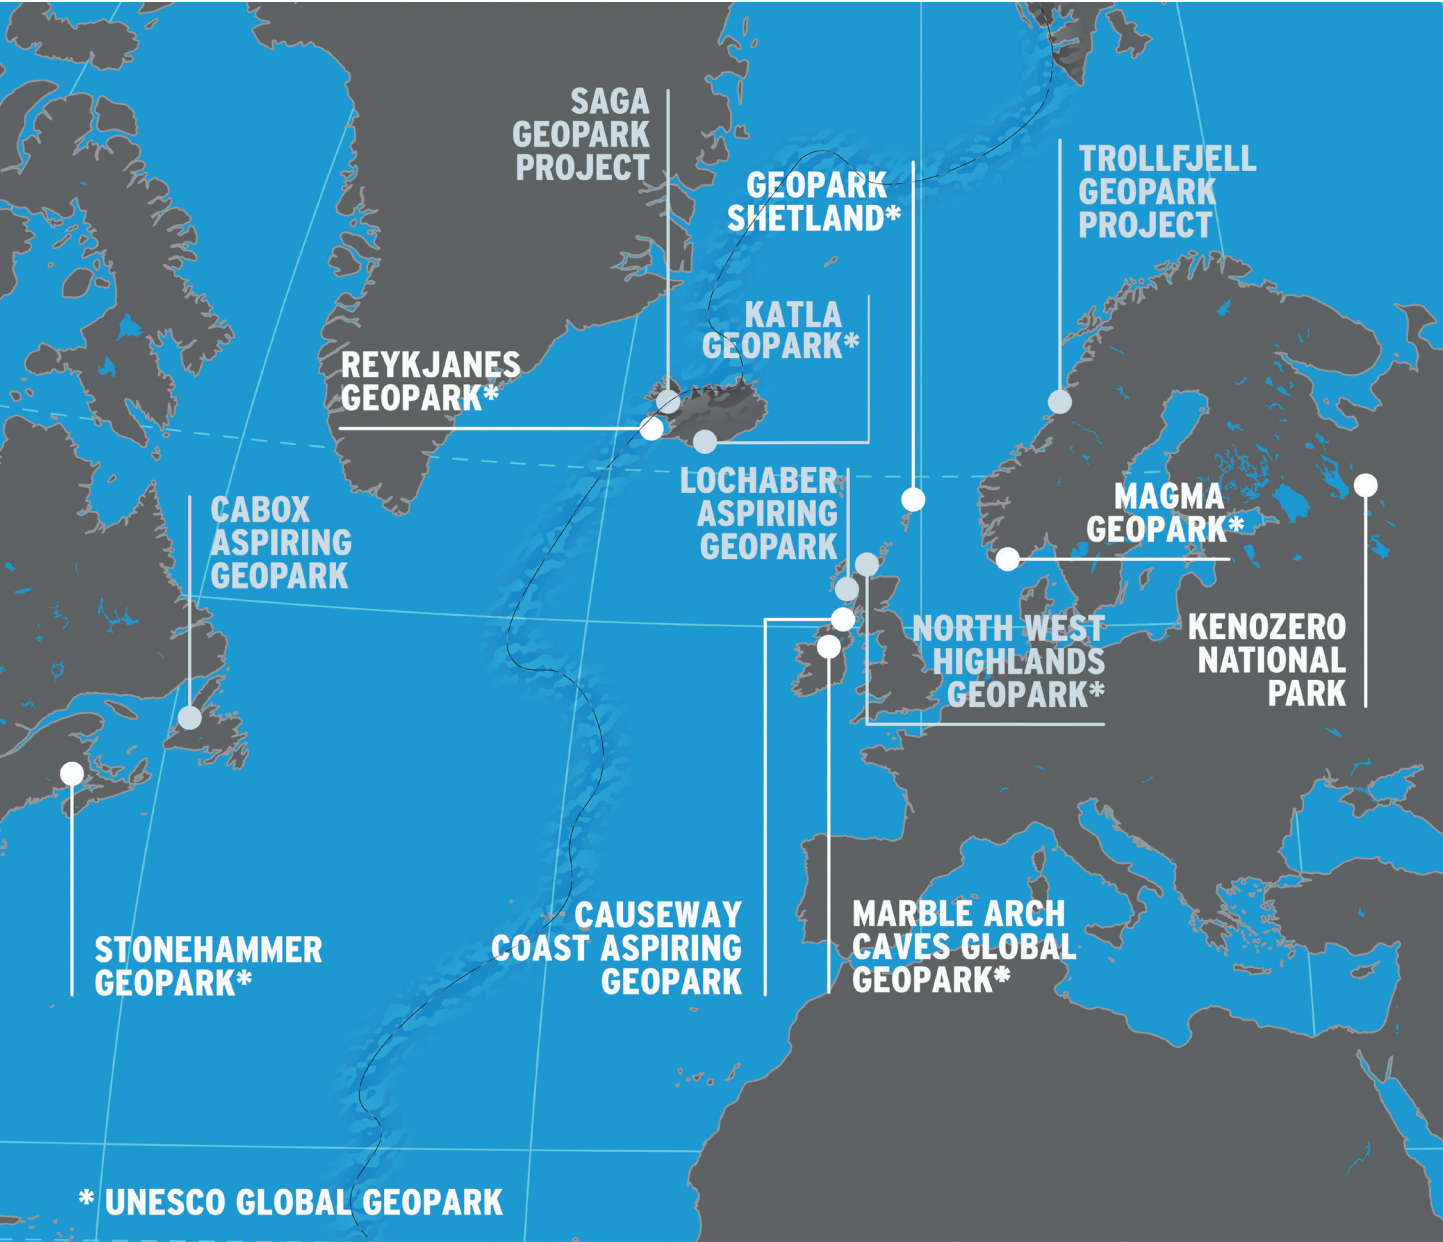 SAGA
GEOPARK
PROJECT
GEOPARK
SHETLAND*
TROLLFJELL
GEOPARK
PROJECT
KATLA
GEOPARK*
REYKJANES
GEOPARK*
LOCHABER
ASPIRING
GEOPARK
MAGMA
GEOPARK*
CABOX
ASPIRING
GEOPARK
NORTH WEST
HIGHLANDS
GEOPARK*
KENOZERO
NATIONAL
PARK
STONEHAMMER
GEOPARK*
CAUSEWAY
COAST ASPIRING
GEOPARK
MARBLE ARCH
CAVES GLOBAL
GEOPARK*
* UNESCO GLOBAL GEOPARK